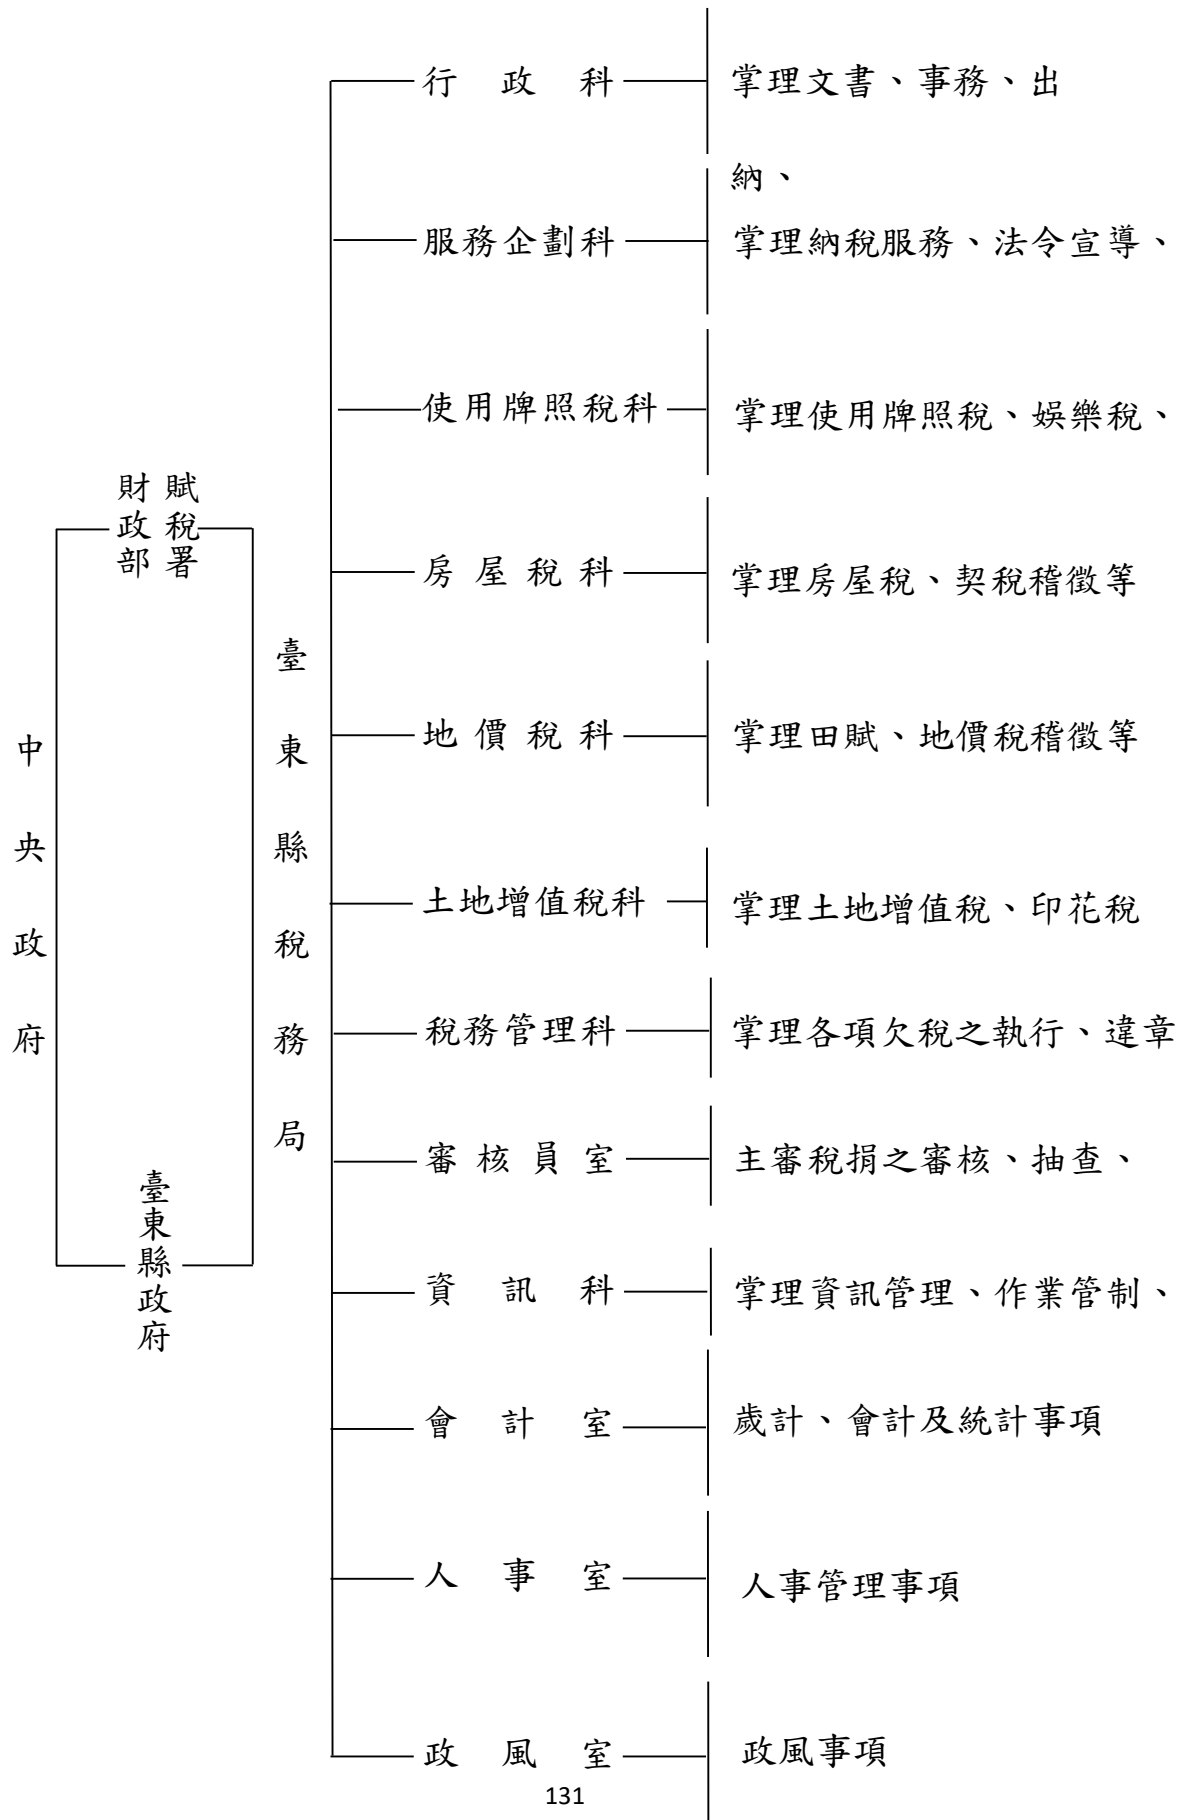 中央政府
財政部
賦稅署
臺東縣政府
臺東縣稅務局
行政科
掌理文書、事務、出
納、
服務企劃科
掌理納稅服務、法令宣導、
使用牌照稅科
掌理使用牌照稅、娛樂稅、
房屋稅科
掌理房屋稅、契稅稽徵等
地價稅科
掌理田賦、地價稅稽徵等
土地增值稅科
掌理土地增值稅、印花稅
稅務管理科
掌理各項欠稅之執行、違章
審核員室
主審稅捐之審核、抽查、
資訊科
掌理資訊管理、作業管制、
會計室
歲計、會計及統計事項
人事室
人事管理事項
政風室
政風事項
131